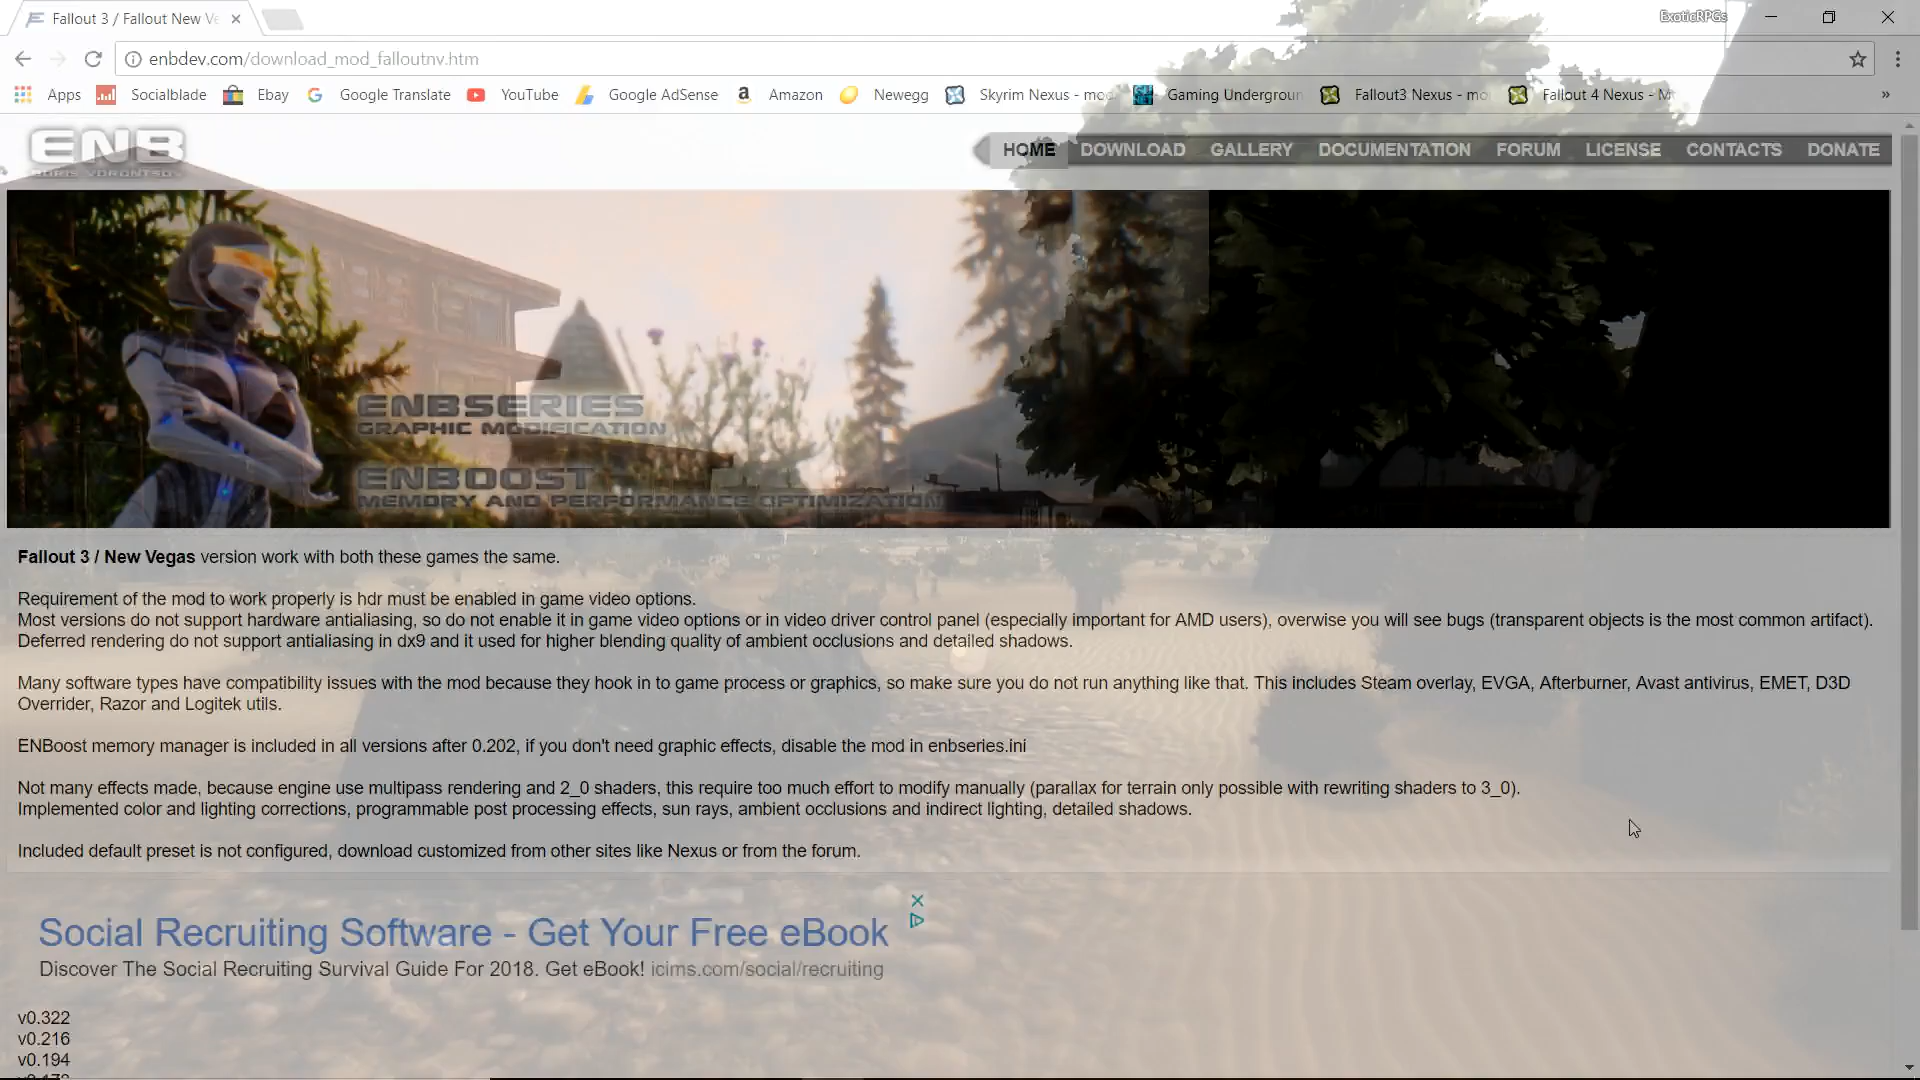 Fallout 3 / Fallout New Ve
ExoticRPGs
enbdev.com/download_mod_falloutnv.htm
Apps Socialblade Ebay Google Translate YouTube Google AdSense Amazon Newegg Skyrim Nexus - mod Gaming Undergroun Fallout3 Nexus - mo Fallout 4 Nexus - M
ENB
BORIS VORONTSOV
HOME DOWNLOAD GALLERY DOCUMENTATION FORUM LICENSE CONTACTS DONATE
ENBSERIES
GRAPHIC MODIFICATION
ENBOOST
MEMORY AND PERFORMANCE OPTIMIZATION
Fallout 3 / New Vegas version work with both these games the same.
Requirement of the mod to work properly is hdr must be enabled in game video options.
Most versions do not support hardware antialiasing, so do not enable it in game video options or in video driver control panel (especially important for AMD users), overwise you will see bugs (transparent objects is the most common artifact).
Deferred rendering do not support antialiasing in dx9 and it used for higher blending quality of ambient occlusions and detailed shadows.
Many software types have compatibility issues with the mod because they hook in to game process or graphics, so make sure you do not run anything like that. This includes Steam overlay, EVGA, Afterburner, Avast antivirus, EMET, D3D
Overrider, Razor and Logitek utils.
ENBoost memory manager is included in all versions after 0.202, if you don't need graphic effects, disable the mod in enbseries.ini
Not many effects made, because engine use multipass rendering and 2_0 shaders, this require too much effort to modify manually (parallax for terrain only possible with rewriting shaders to 3_0).
Implemented color and lighting corrections, programmable post processing effects, sun rays, ambient occlusions and indirect lighting, detailed shadows.
Included default preset is not configured, download customized from other sites like Nexus or from the forum.
Social Recruiting Software - Get Your Free eBook
Discover The Social Recruiting Survival Guide For 2018. Get eBook! icims.com/social/recruiting
v0.322
v0.216
v0.194